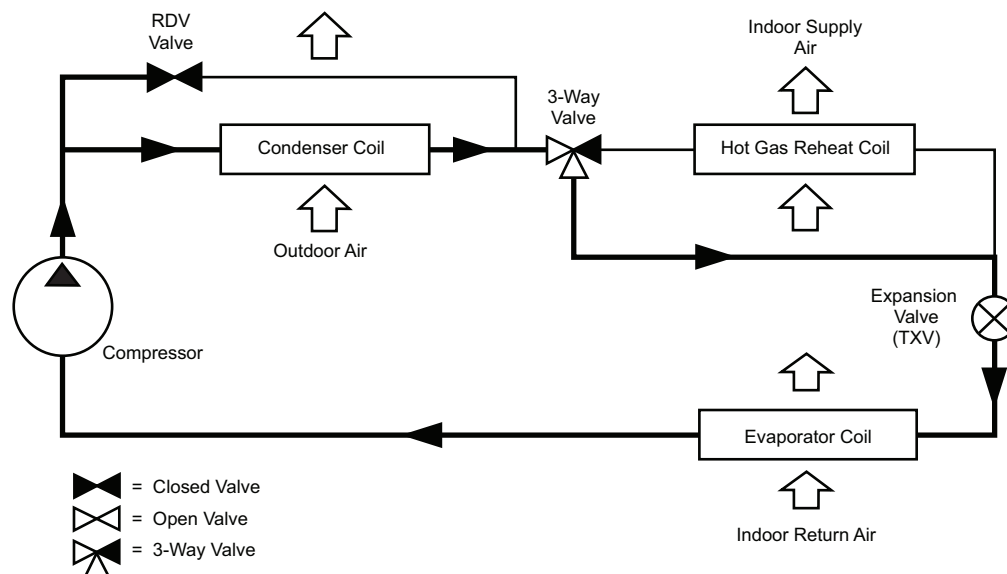 RDV
Valve
Indoor Supply
Air
3-Way
Valve
Condenser Coil
Hot Gas Reheat Coil
Outdoor Air
Expansion
Valve
(TXV)
Compressor
Evaporator Coil
Indoor Return Air
= Closed Valve
= Open Valve
= 3-Way Valve